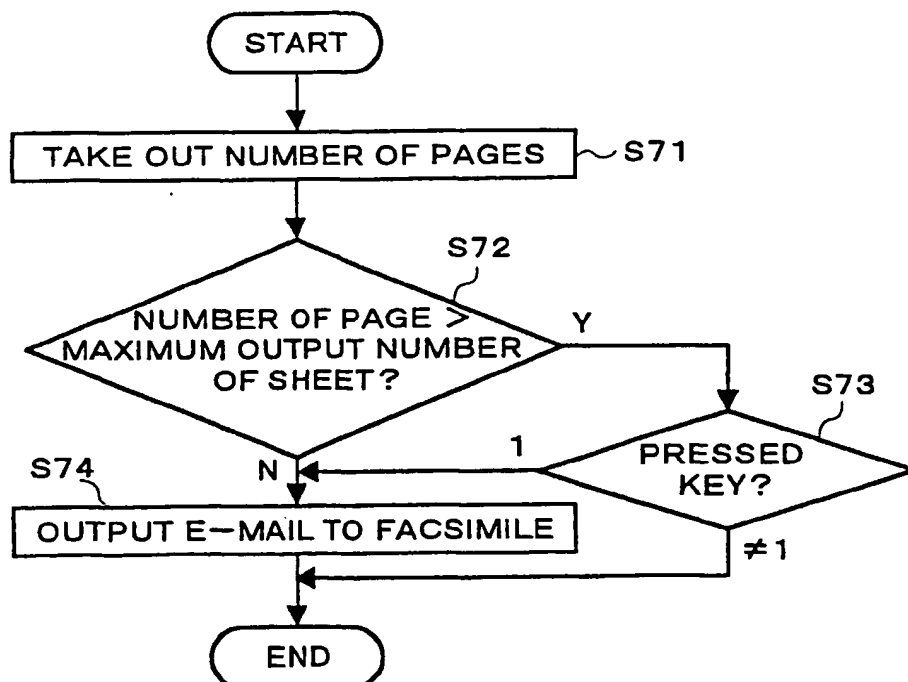 START
TAKE OUT NUMBER OF PAGES
S71
S72
NUMBER OF PAGE >
MAXIMUM OUTPUT NUMBER
OF SHEET?
Y
S73
PRESSED
KEY?
1
N
S74
OUTPUT E-MAIL TO FACSIMILE
≠1
END